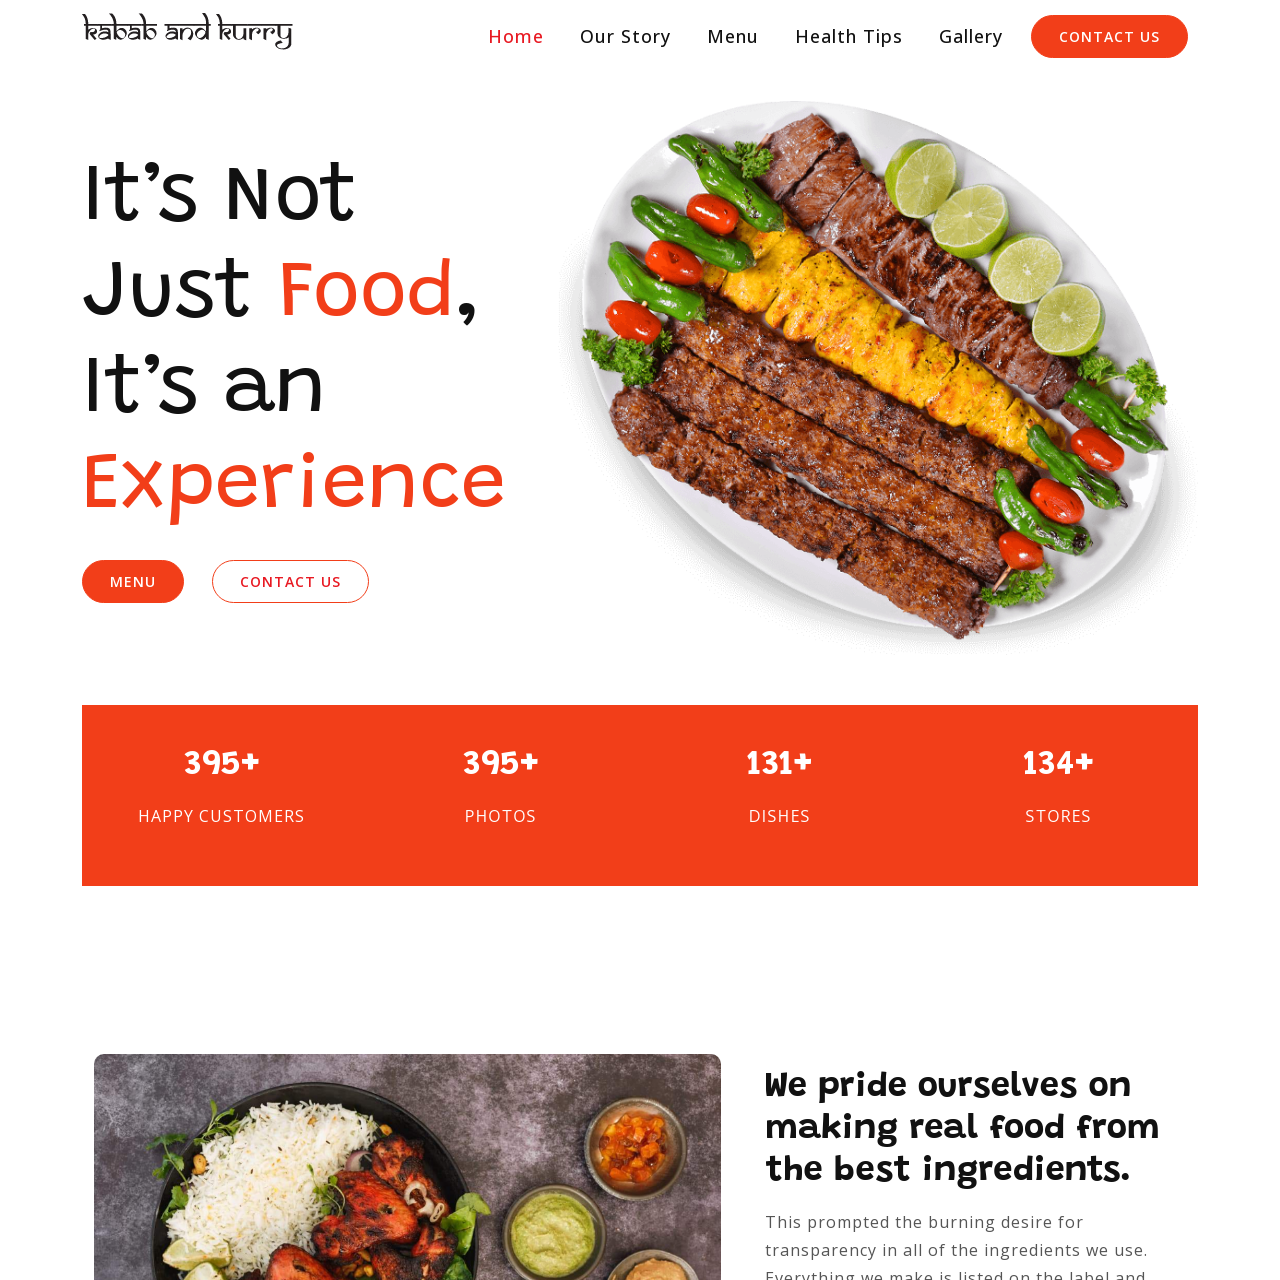 kabab and kurry
Home
Our Story
Menu
Health Tips
Gallery
CONTACT US
It’s Not
Just Food,
It’s an
Experience
MENU
CONTACT US
395+
HAPPY CUSTOMERS
395+
PHOTOS
131+
DISHES
134+
STORES
We pride ourselves on
making real food from
the best ingredients.
This prompted the burning desire for
transparency in all of the ingredients we use.
Everything we make is listed on the label and